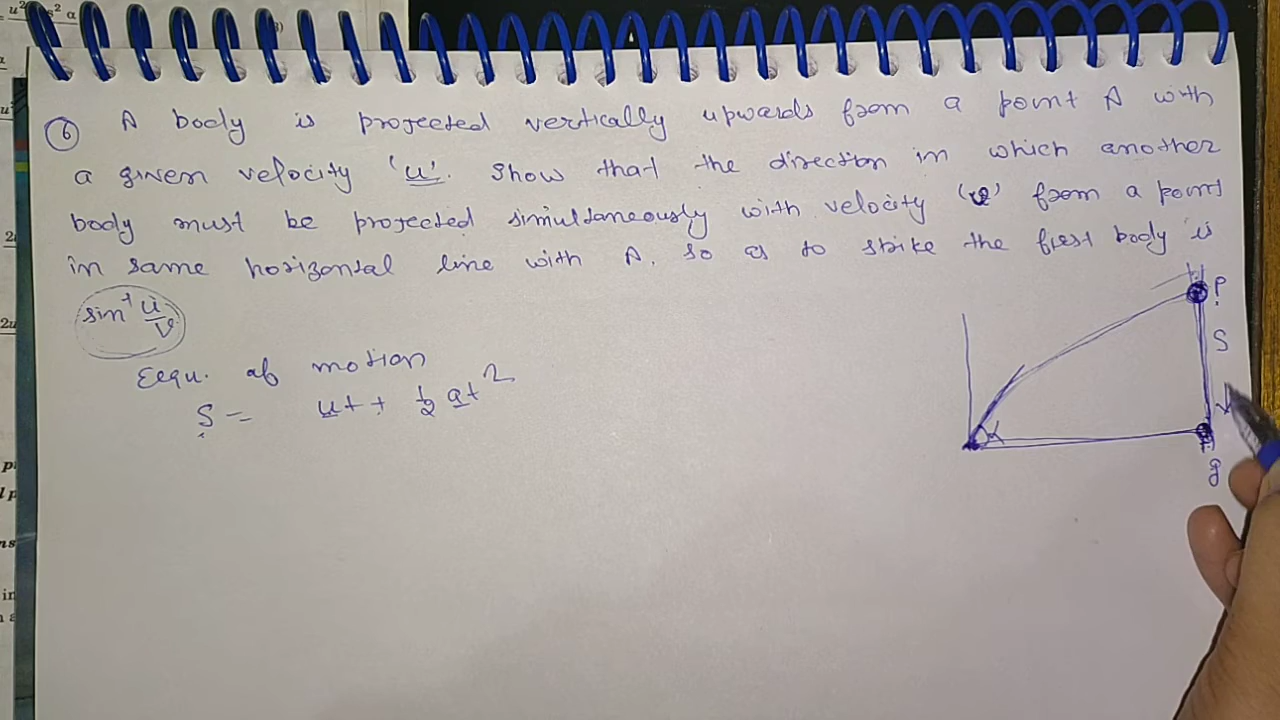 ⑥ A body is projected vertically upwards from a point A with
a given velocity 'u'. Show that the direction in which another
body must be projected simultaneously with velocity 'v' from a point
in same horizontal line with A. so as to strike the first body is
sin⁻¹ u/v
Equ. of motion
S = ut + ½ at²
P
S
α
g